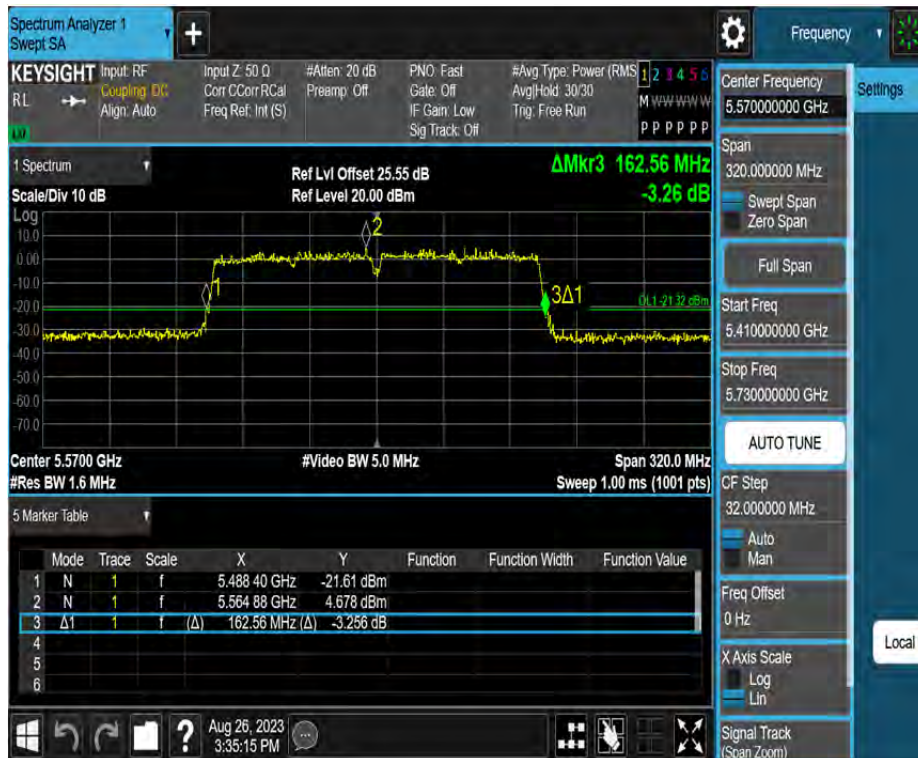 Spectrum Analyzer 1
Swept SA
+
Frequency
KEYSIGHT Input: RF Input Z: 50 Ω #Atten: 20 dB PNO: Fast #Avg Type: Power (RMS 1 2 3 4 5 6
RL Coupling: DC Corr CCorr RCal Preamp: Off Gate: Off Avg|Hold: 30/30 M W W W W W
Align: Auto Freq Ref: Int (S) IF Gain: Low Trig: Free Run
Sig Track: Off P P P P P P
1 Spectrum
Scale/Div 10 dB
Ref Lvl Offset 25.55 dB
Ref Level 20.00 dBm
ΔMkr3 162.56 MHz
-3.26 dB
Log
10.0
0.00
-10.0
-20.0
-30.0
-40.0
-50.0
-60.0
-70.0
2
1
3Δ1
DL1 -21.32 dBm
Center 5.5700 GHz #Video BW 5.0 MHz Span 320.0 MHz
#Res BW 1.6 MHz Sweep 1.00 ms (1001 pts)
5 Marker Table
Mode Trace Scale X Y Function Function Width Function Value
1 N 1 f 5.488 40 GHz -21.61 dBm
2 N 1 f 5.564 88 GHz 4.678 dBm
3 Δ1 1 f (Δ) 162.56 MHz (Δ) -3.256 dB
4
5
6
?
Aug 26, 2023
3:35:15 PM
Center Frequency
5.570000000 GHz
Settings
Span
320.000000 MHz
Swept Span
Zero Span
Full Span
Start Freq
5.410000000 GHz
Stop Freq
5.730000000 GHz
AUTO TUNE
CF Step
32.000000 MHz
Auto
Man
Freq Offset
0 Hz
Local
X Axis Scale
Log
Lin
Signal Track
(Span Zoom)